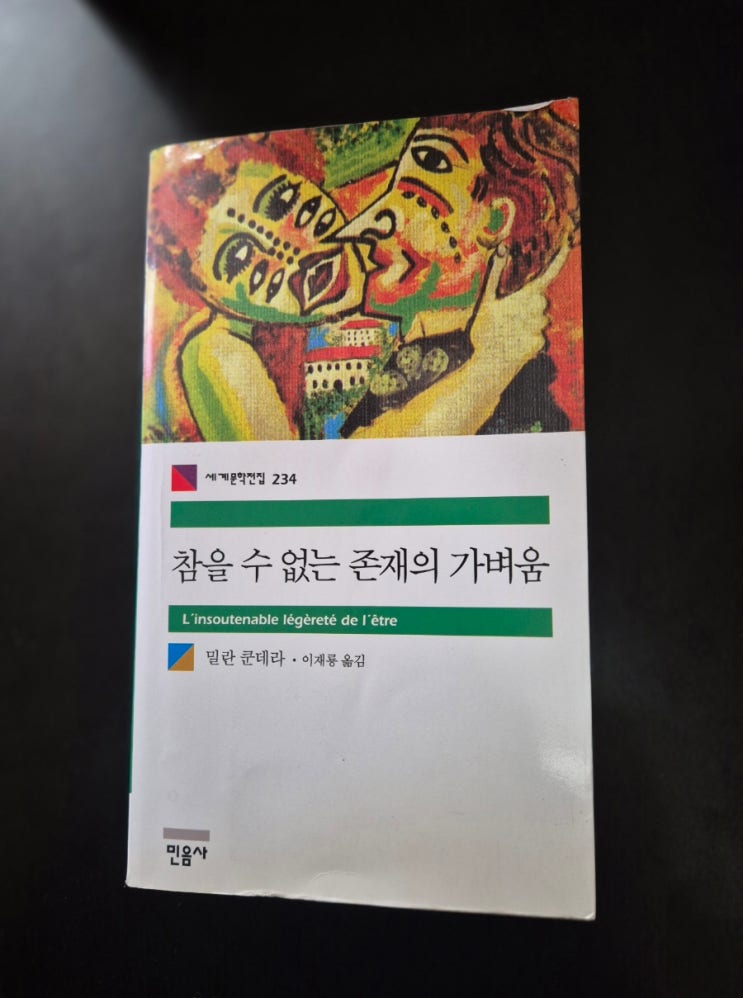 세계문학전집 234
참을 수 없는 존재의 가벼움
L´insoutenable légèreté de l´être
밀란 쿤데라 · 이재룡 옮김
민음사